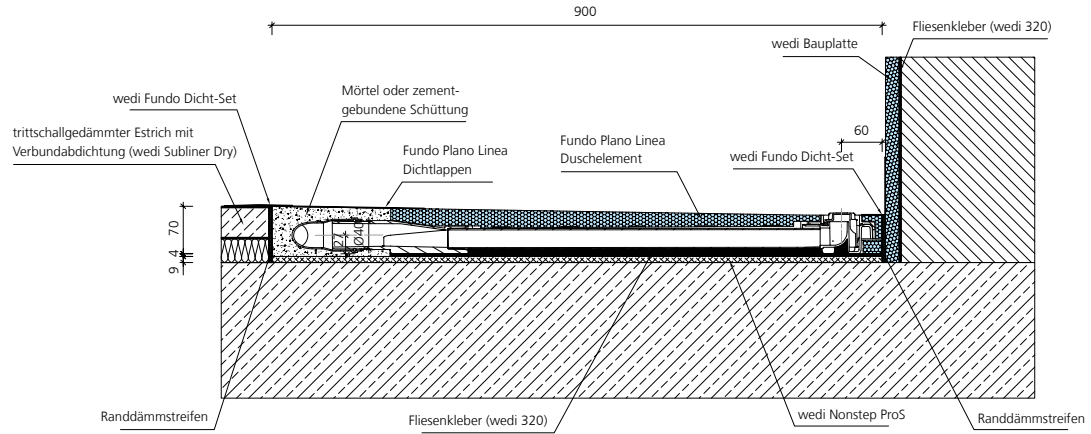 900
wedi Bauplatte
Fliesenkleber (wedi 320)
wedi Fundo Dicht-Set
Mörtel oder zement-
gebundene Schüttung
trittschallgedämmter Estrich mit
Verbundabdichtung (wedi Subliner Dry)
Fundo Plano Linea
Dichtlappen
Fundo Plano Linea
Duschelement
60
wedi Fundo Dicht-Set
70
4
9
27
Ø40
Randdämmstreifen
Fliesenkleber (wedi 320)
wedi Nonstep ProS
Randdämmstreifen